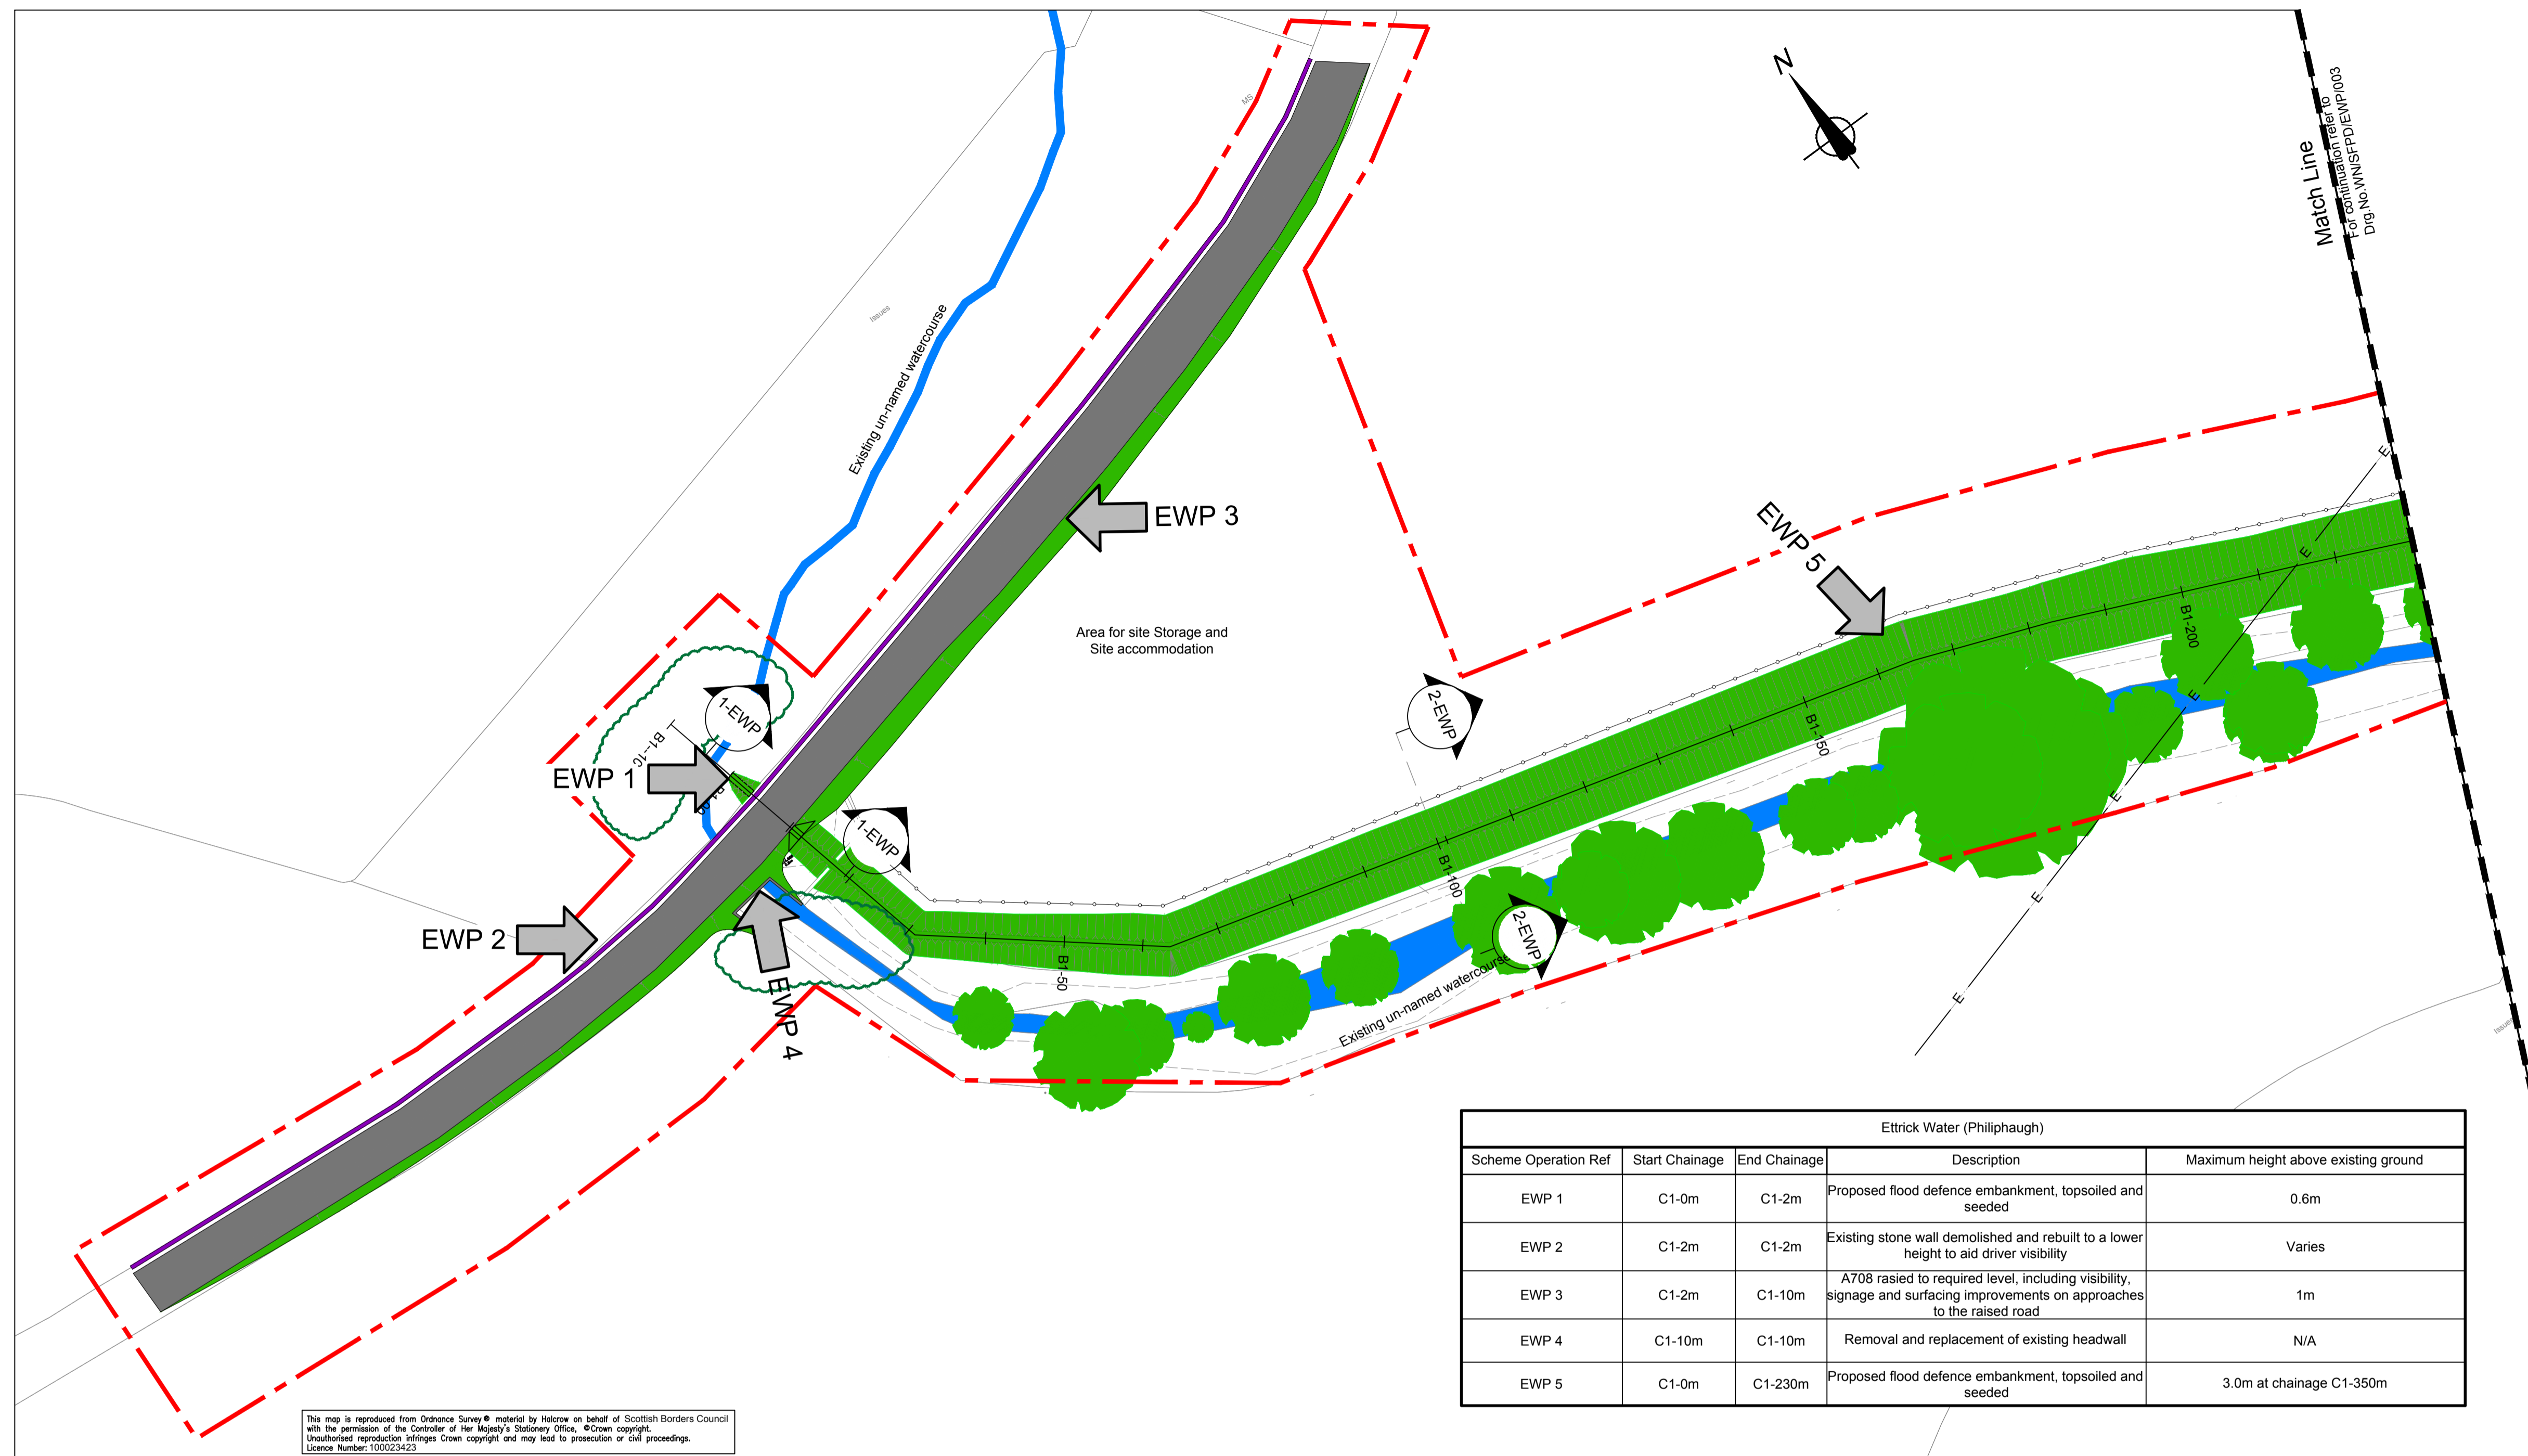 N
Match Line
For continuation refer to
Drg.No.WN/SFPD/EWP/003
MS
Issues
Existing un-named watercourse
EWP 3
EWP 5
Area for site Storage and
Site accommodation
1-EWP
2-EWP
B1-200
B1-150
EWP 1
1-EWP
B1-100
EWP 2
2-EWP
B1-50
EWP 4
Existing un-named watercourse
E
E
E
E
E
E
Issues
Ettrick Water (Philiphaugh)
Scheme Operation Ref Start Chainage End Chainage Description Maximum height above existing ground
EWP 1 C1-0m C1-2m Proposed flood defence embankment, topsoiled and
seeded 0.6m
EWP 2 C1-2m C1-2m Existing stone wall demolished and rebuilt to a lower
height to aid driver visibility Varies
EWP 3 C1-2m C1-10m A708 rasied to required level, including visibility,
signage and surfacing improvements on approaches
to the raised road 1m
EWP 4 C1-10m C1-10m Removal and replacement of existing headwall N/A
EWP 5 C1-0m C1-230m Proposed flood defence embankment, topsoiled and
seeded 3.0m at chainage C1-350m
This map is reproduced from Ordnance Survey ® material by Halcrow on behalf of Scottish Borders Council
with the permission of the Controller of Her Majesty's Stationery Office, © Crown copyright.
Unauthorised reproduction infringes Crown copyright and may lead to prosecution or civil proceedings.
Licence Number: 100023423